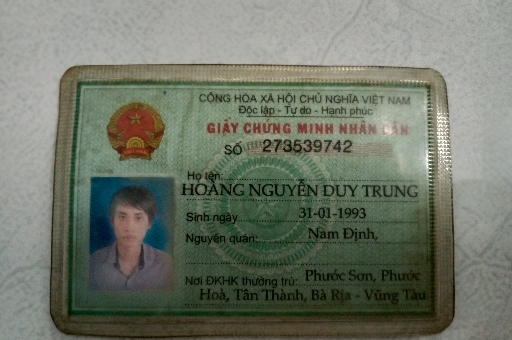 CỘNG HÒA XÃ HỘI CHỦ NGHĨA VIỆT NAM
Độc lập - Tự do - Hạnh phúc
GIẤY CHỨNG MINH NHÂN DÂN
SỐ 273539742
Họ tên:
HOÀNG NGUYỄN DUY TRUNG
Sinh ngày 31-01-1993
Nguyên quán: Nam Định,
Nơi ĐKHK thường trú: Phước Sơn, Phước
Hoà, Tân Thành, Bà Rịa - Vũng Tàu